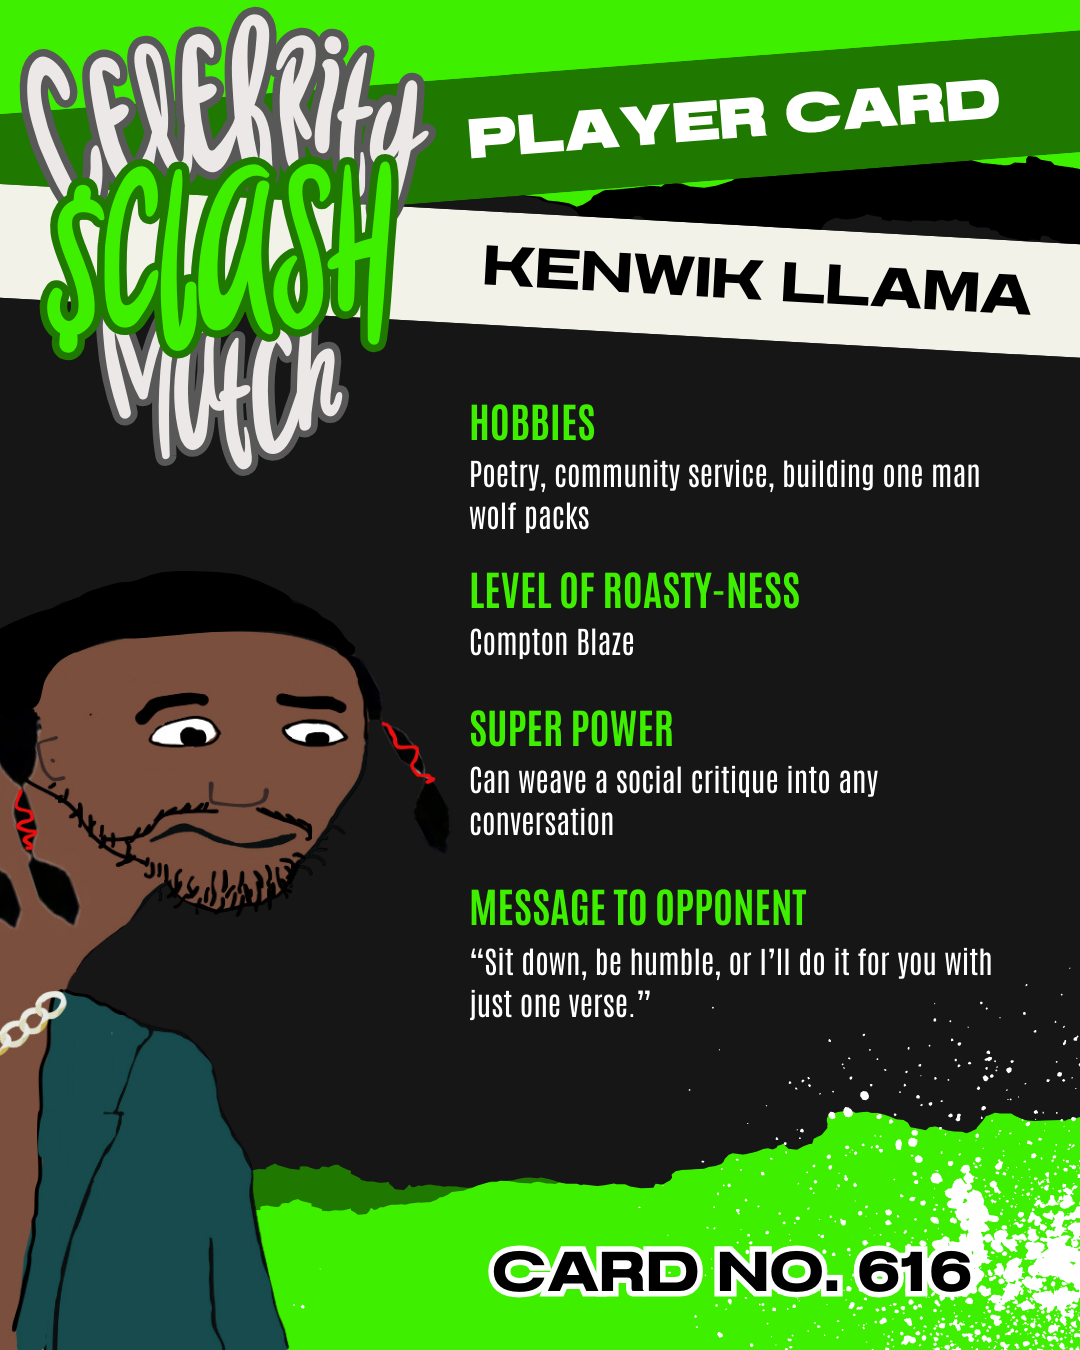 Celebrity
$CLASH
Match
PLAYER CARD
KENWIK LLAMA
HOBBIES
Poetry, community service, building one man
wolf packs
LEVEL OF ROASTY-NESS
Compton Blaze
SUPER POWER
Can weave a social critique into any
conversation
MESSAGE TO OPPONENT
“Sit down, be humble, or I’ll do it for you with
just one verse.”
CARD NO. 616